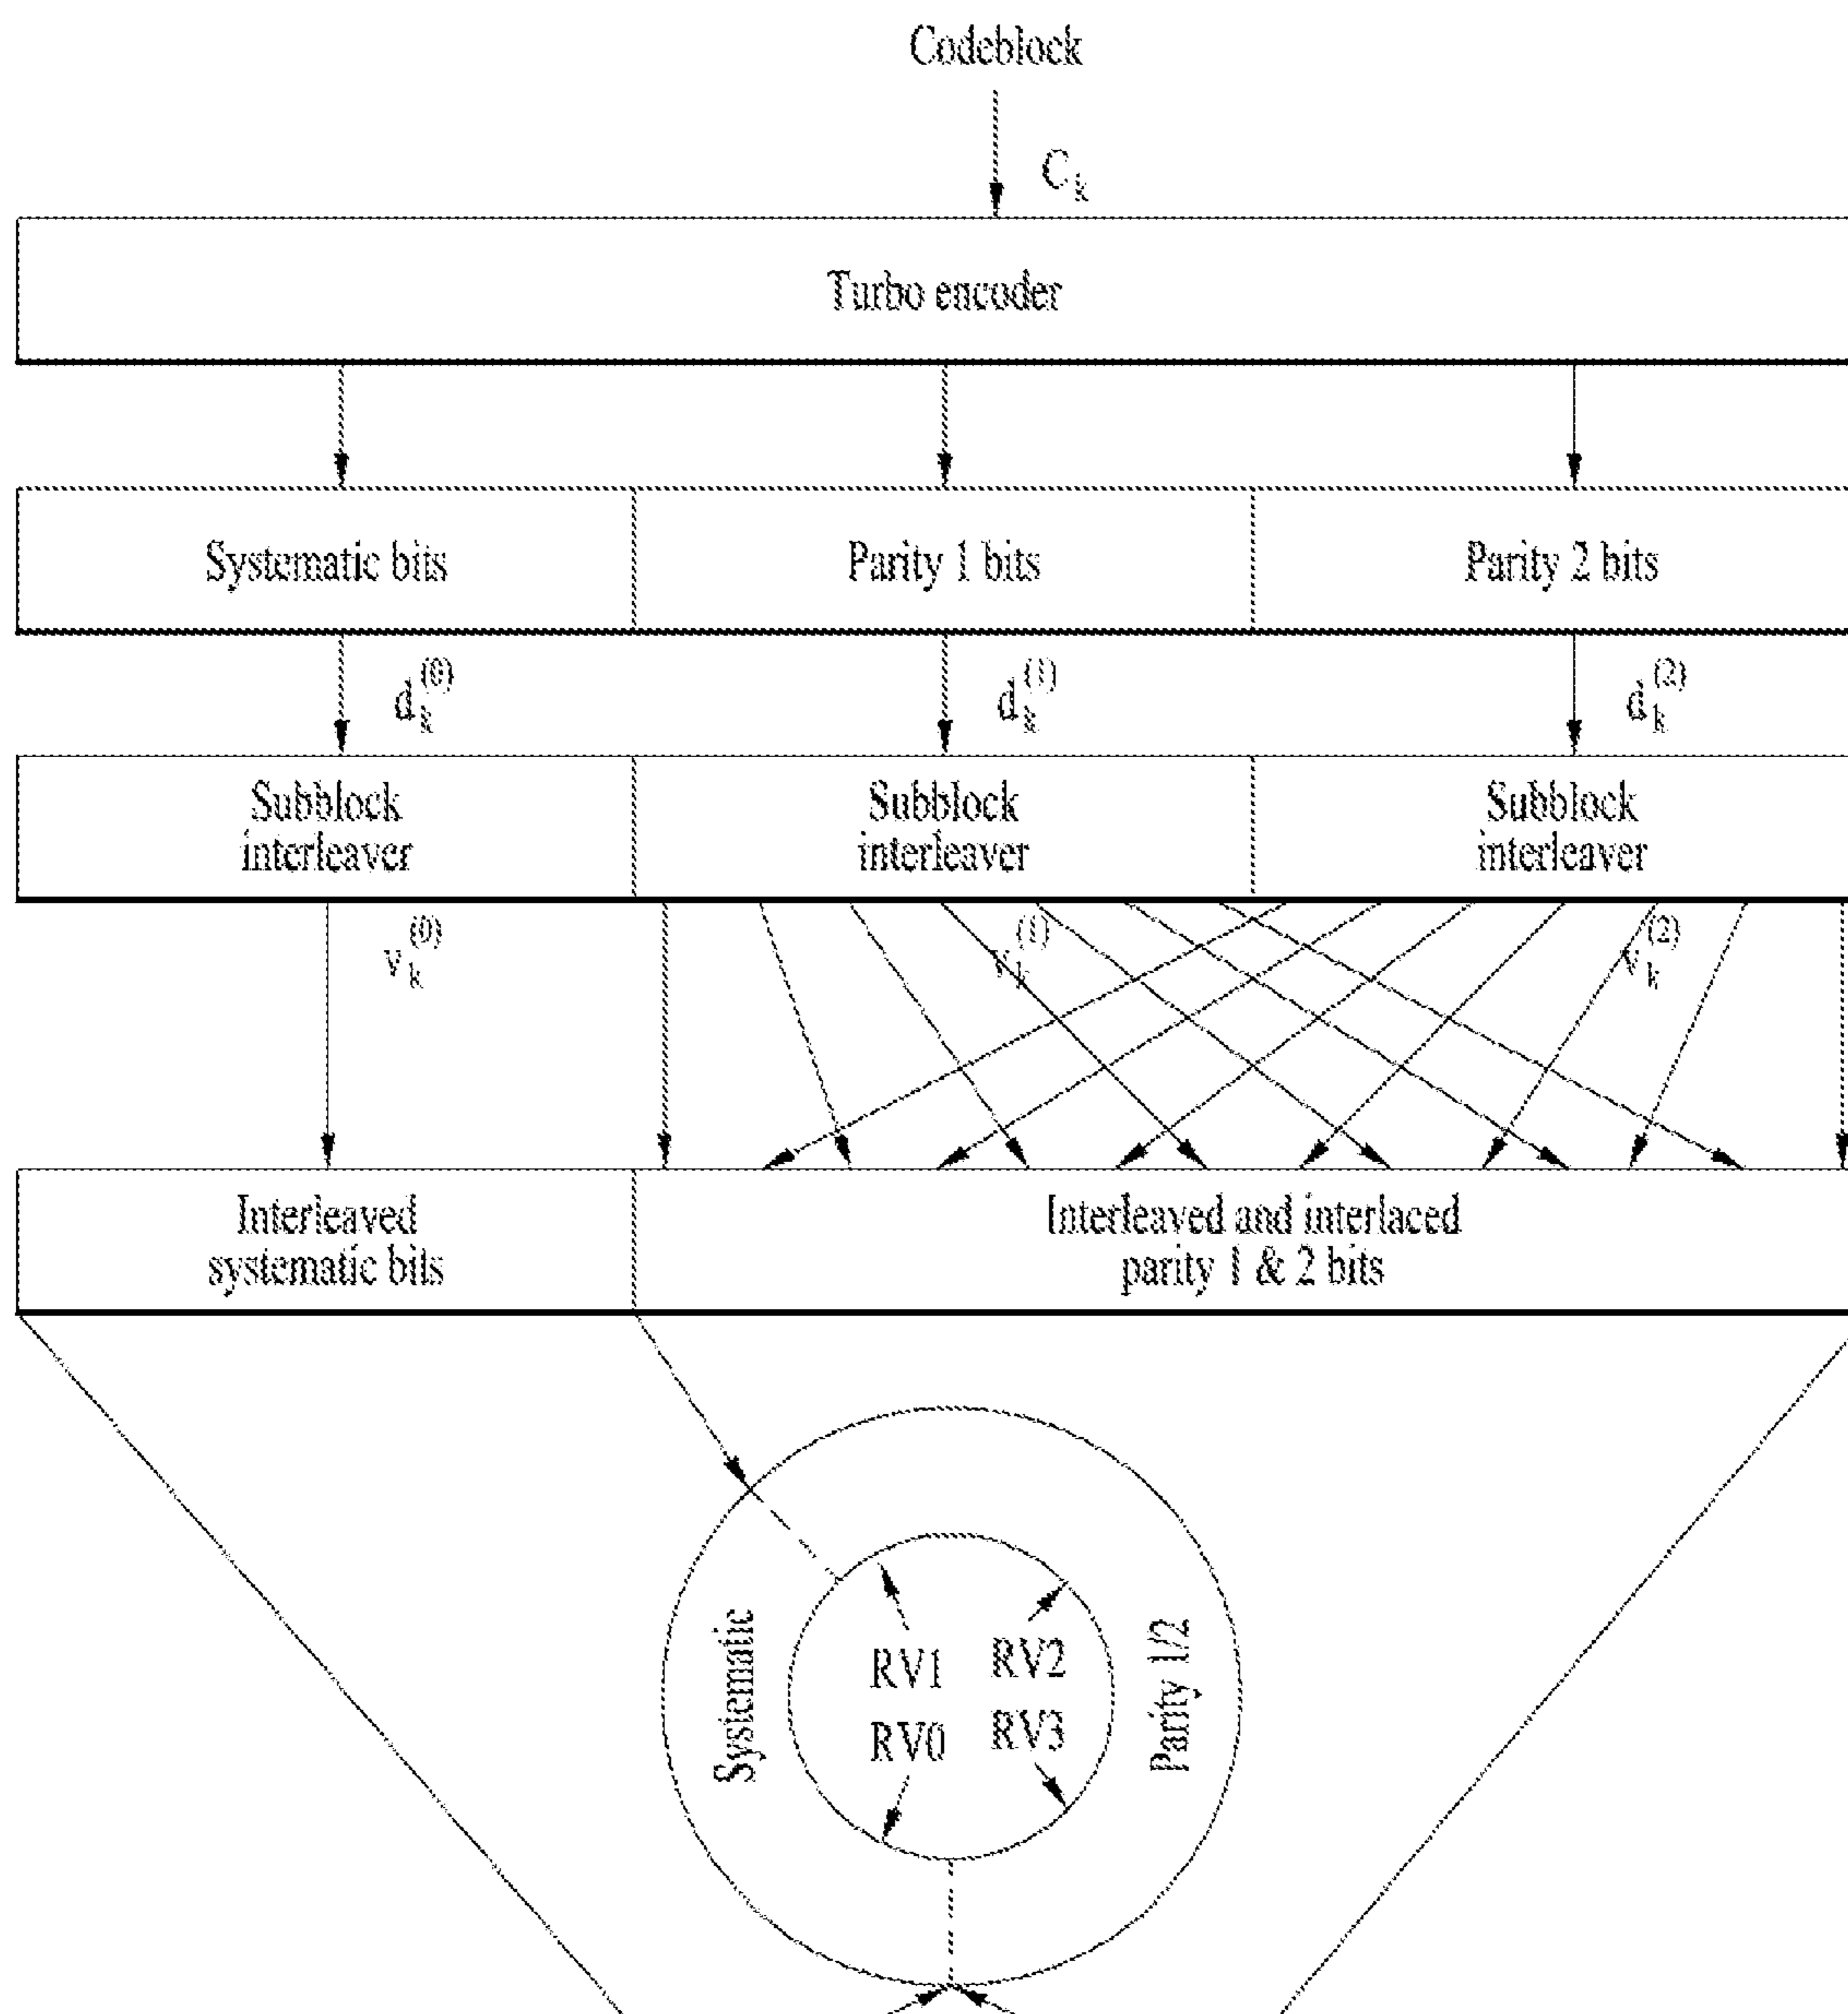 Codeblock
C_k
Turbo encoder
Systematic bits
Parity 1 bits
Parity 2 bits
d_k^(0)
d_k^(1)
d_k^(2)
Subblock
interleaver
Subblock
interleaver
Subblock
interleaver
v_k^(0)
v_k^(1)
v_k^(2)
Interleaved
systematic bits
Interleaved and interlaced
parity 1 & 2 bits
Systematic
RV1
RV2
RV0
RV3
Parity 1/2